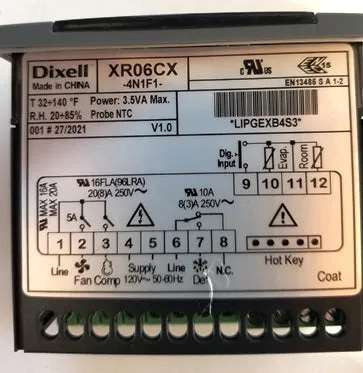 Dixell
Made in CHINA
XR06CX
-4N1F1-
c RU us
15
EN13485 S A 1-2
T 32÷140 °F
R.H. 20÷85%
Power: 3.5VA Max.
Probe NTC
001 # 27/2021
V1.0
*LIPGEXB4S3*
MAX 16A
MAX 20A
16FLA(96LRA)
20(8)A 250V~
5A
10A
8(3)A 250V~
Dig. Input
Evap.
Room
9 10 11 12
1 2 3 4 5 6 7 8
Line
Fan Comp
Supply
120V~ 50-60Hz
Line
Def
N.C.
Hot Key
Coat